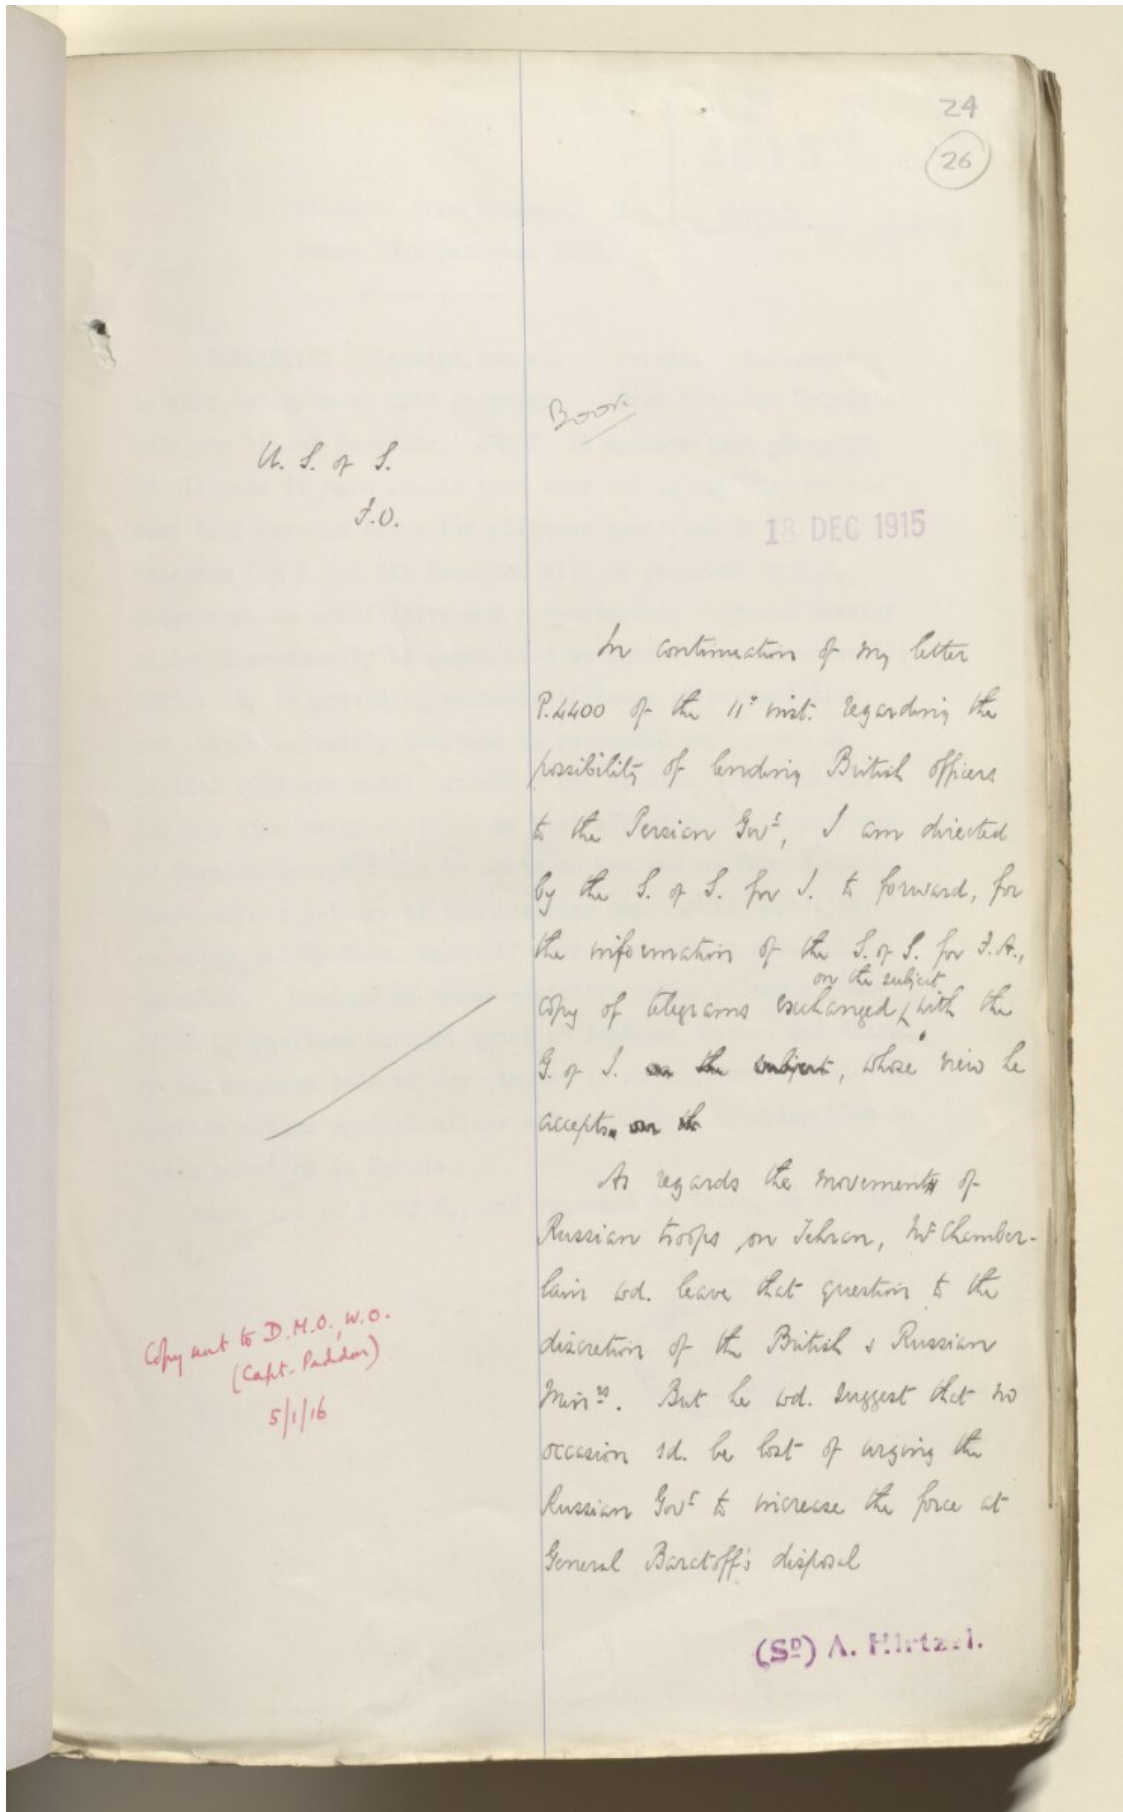 24
26
Book
U. S. of S.
F.O.
13 DEC 1915
In continuation of my letter
P.4400 of the 11º inst. regarding the
possibility of lending British officers
to the Persian Govt, I am directed
by the S. of S. for I. to forward, for
the information of the S. of S. for F.A.,
on the subject
copy of telegrams exchanged with the
G. of I. on the subject, whose view he
accepts. on the
As regards the movements of
Russian troops on Tehran, Mr Chamber-
lain wd. leave that question to the
discretion of the British & Russian
Minrs. But he wd. suggest that no
occasion sd. be lost of urging the
Russian Govt to increase the force at
General Baratoff's disposal
(SD) A. Hirtzel.
Copy sent to D.M.O., W.O.
(Capt. Paddon)
5/1/16